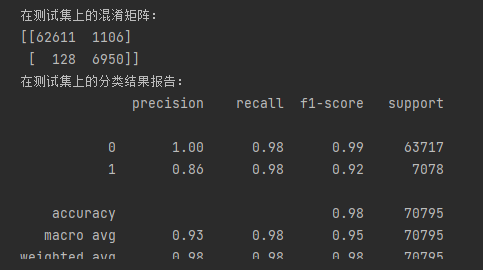 在测试集上的混淆矩阵:
[[62611 1106]
[ 128 6950]]
在测试集上的分类结果报告:
precision recall f1-score support
0 1.00 0.98 0.99 63717
1 0.86 0.98 0.92 7078
accuracy 0.98 70795
macro avg 0.93 0.98 0.95 70795
weighted avg 0.98 0.98 0.98 70795